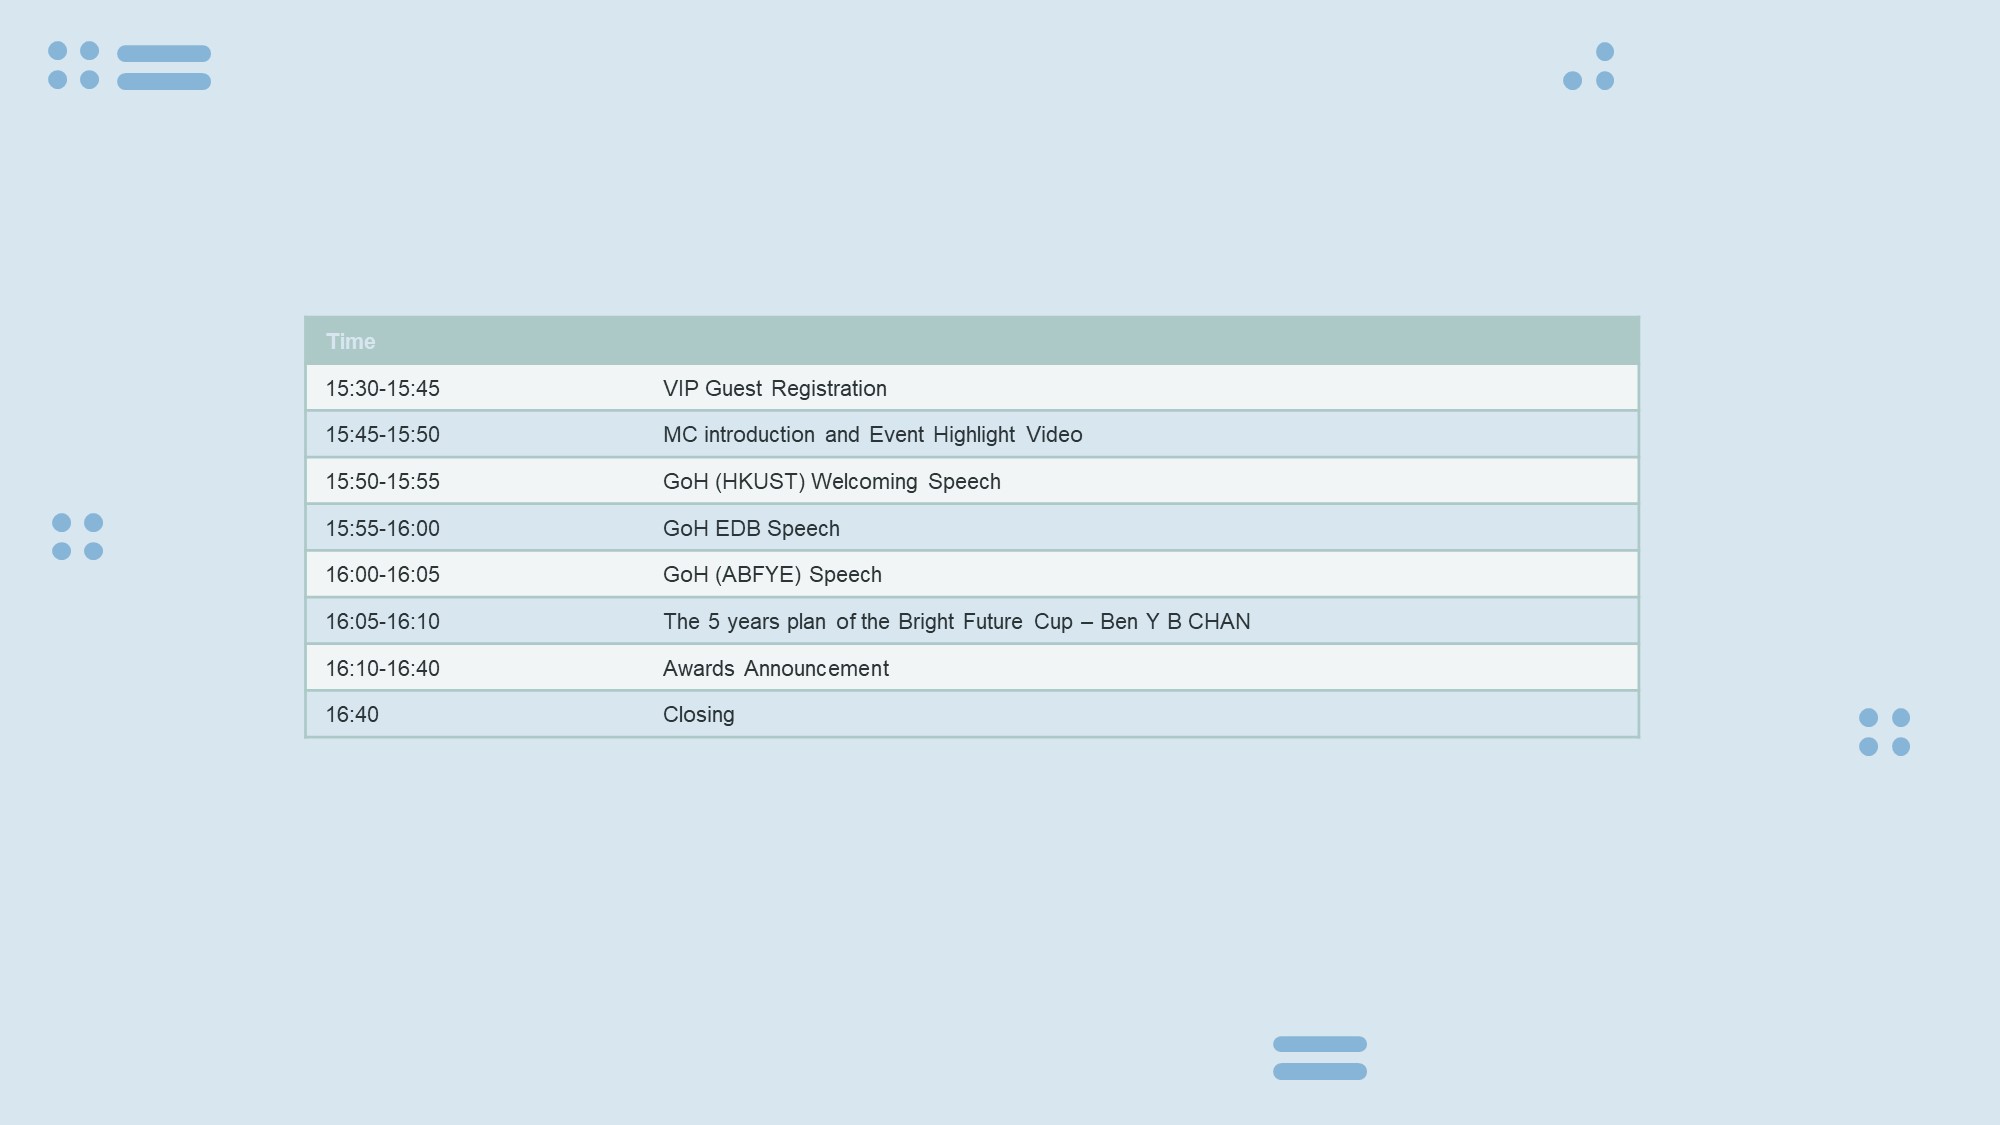 Time
15:30-15:45 VIP Guest Registration
15:45-15:50 MC introduction and Event Highlight Video
15:50-15:55 GoH (HKUST) Welcoming Speech
15:55-16:00 GoH EDB Speech
16:00-16:05 GoH (ABFYE) Speech
16:05-16:10 The 5 years plan of the Bright Future Cup – Ben Y B CHAN
16:10-16:40 Awards Announcement
16:40 Closing